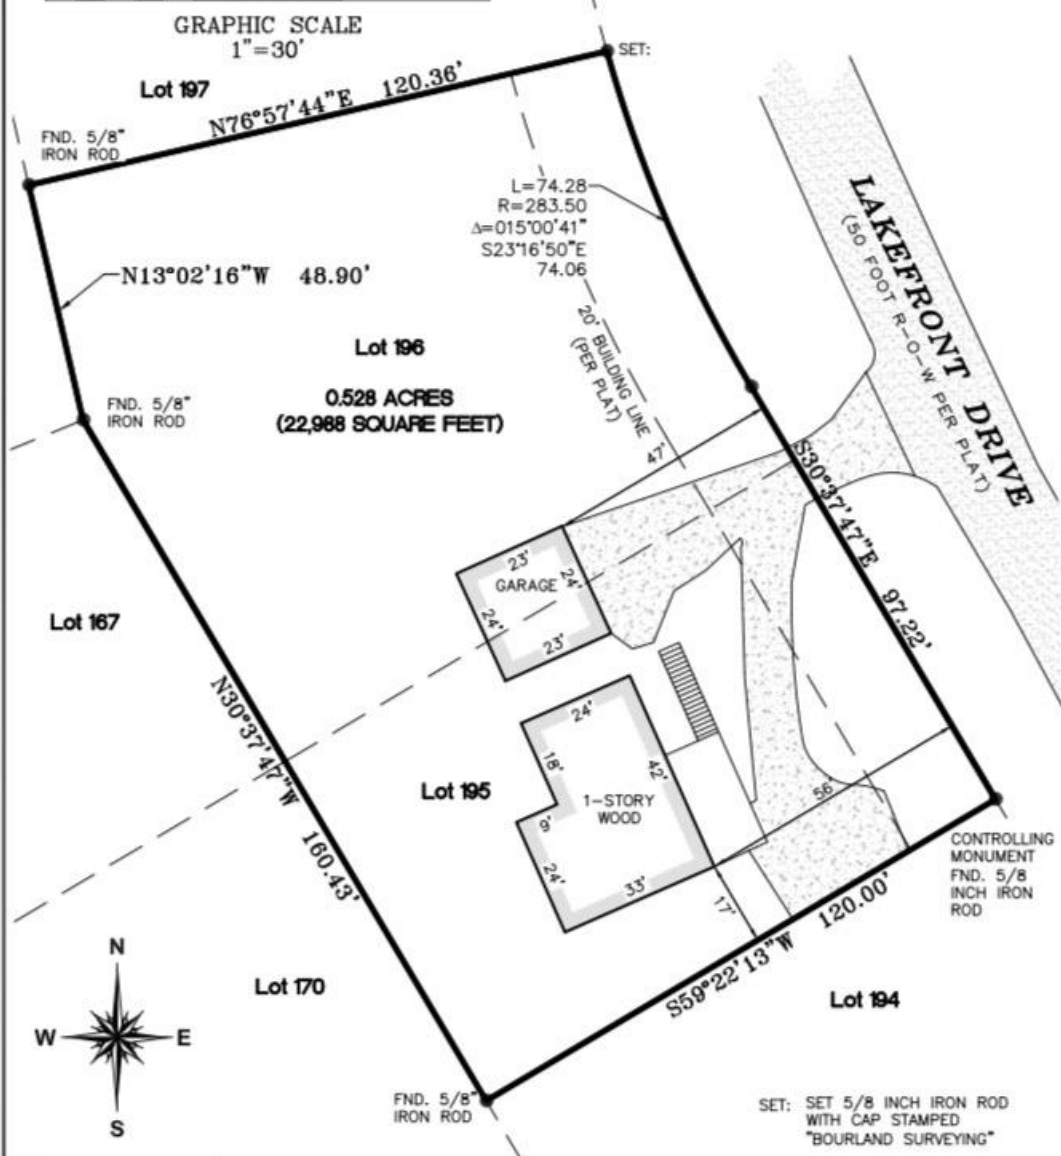 GRAPHIC SCALE
1"=30'
SET:
Lot 197
N76°57'44"E 120.36'
FND. 5/8"
IRON ROD
L=74.28
R=283.50
Δ=015°00'41"
S23°16'50"E
74.06
LAKEFRONT DRIVE
(50 FOOT R-O-W PER PLAT)
N13°02'16"W 48.90'
20' BUILDING LINE
(PER PLAT)
Lot 196
0.528 ACRES
(22,988 SQUARE FEET)
FND. 5/8"
IRON ROD
47'
S30°37'47"E 97.22'
23'
GARAGE
24'
24'
23'
Lot 167
N30°37'47"W 160.43'
24'
18'
42'
Lot 195
1-STORY
WOOD
9'
56'
24'
33'
17'
CONTROLLING
MONUMENT
FND. 5/8
INCH IRON
ROD
S59°22'13"W 120.00'
N
W E
S
Lot 170
Lot 194
FND. 5/8"
IRON ROD
SET: SET 5/8 INCH IRON ROD
WITH CAP STAMPED
"BOURLAND SURVEYING"